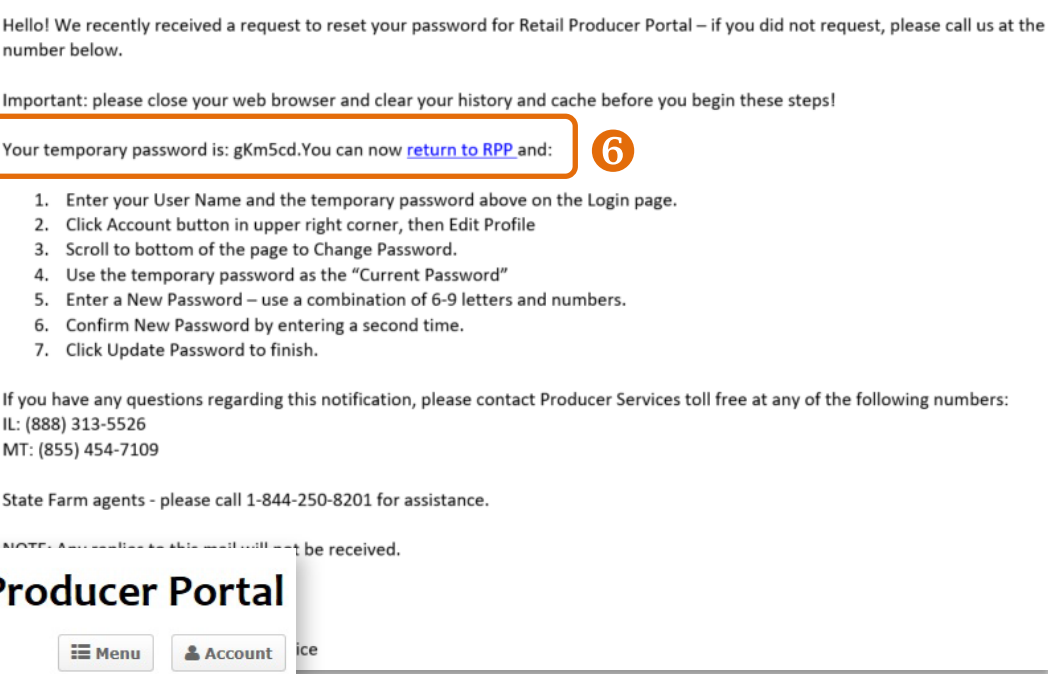 Hello! We recently received a request to reset your password for Retail Producer Portal – if you did not request, please call us at the
number below.
Important: please close your web browser and clear your history and cache before you begin these steps!
Your temporary password is: gKm5cd.You can now return to RPP and:
6
1. Enter your User Name and the temporary password above on the Login page.
2. Click Account button in upper right corner, then Edit Profile
3. Scroll to bottom of the page to Change Password.
4. Use the temporary password as the “Current Password”
5. Enter a New Password – use a combination of 6-9 letters and numbers.
6. Confirm New Password by entering a second time.
7. Click Update Password to finish.
If you have any questions regarding this notification, please contact Producer Services toll free at any of the following numbers:
IL: (888) 313-5526
MT: (855) 454-7109
State Farm agents - please call 1-844-250-8201 for assistance.
NOTE: Any replies to this mail will not be received.
Producer Portal
Menu Account ice